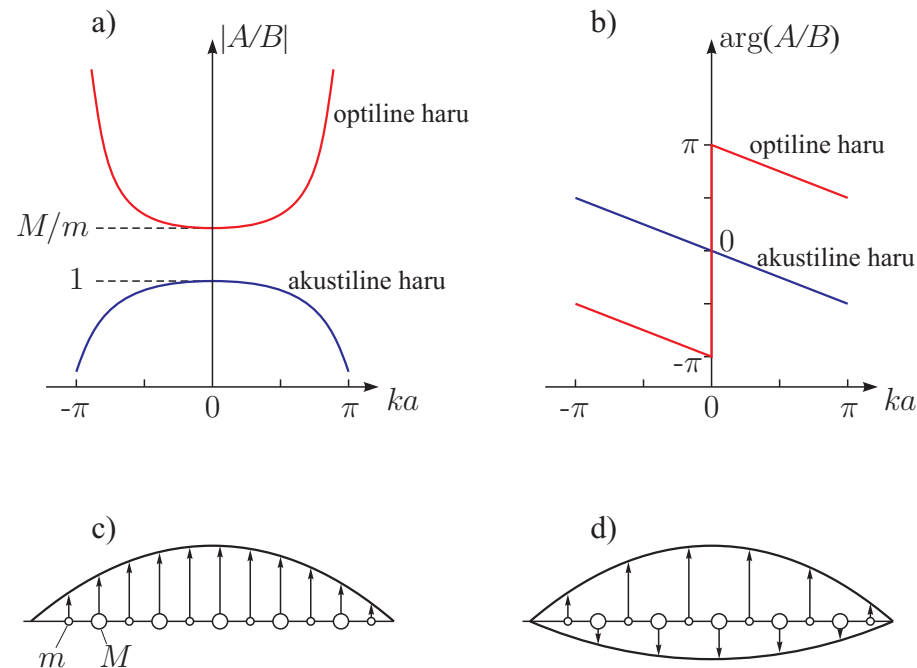 a)
|A/B|
optiline haru
M/m
1
akustiline haru
-π
0
π
ka
b)
arg(A/B)
π
optiline haru
0
akustiline haru
-π
-π
0
π
ka
c)
m
M
d)